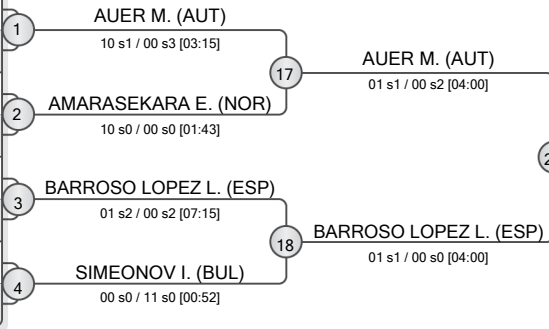 1
AUER M. (AUT)
10 s1 / 00 s3 [03:15]
17
AUER M. (AUT)
01 s1 / 00 s2 [04:00]
2
AMARASEKARA E. (NOR)
10 s0 / 00 s0 [01:43]
3
BARROSO LOPEZ L. (ESP)
01 s2 / 00 s2 [07:15]
18
BARROSO LOPEZ L. (ESP)
01 s1 / 00 s0 [04:00]
4
SIMEONOV I. (BUL)
00 s0 / 11 s0 [00:52]